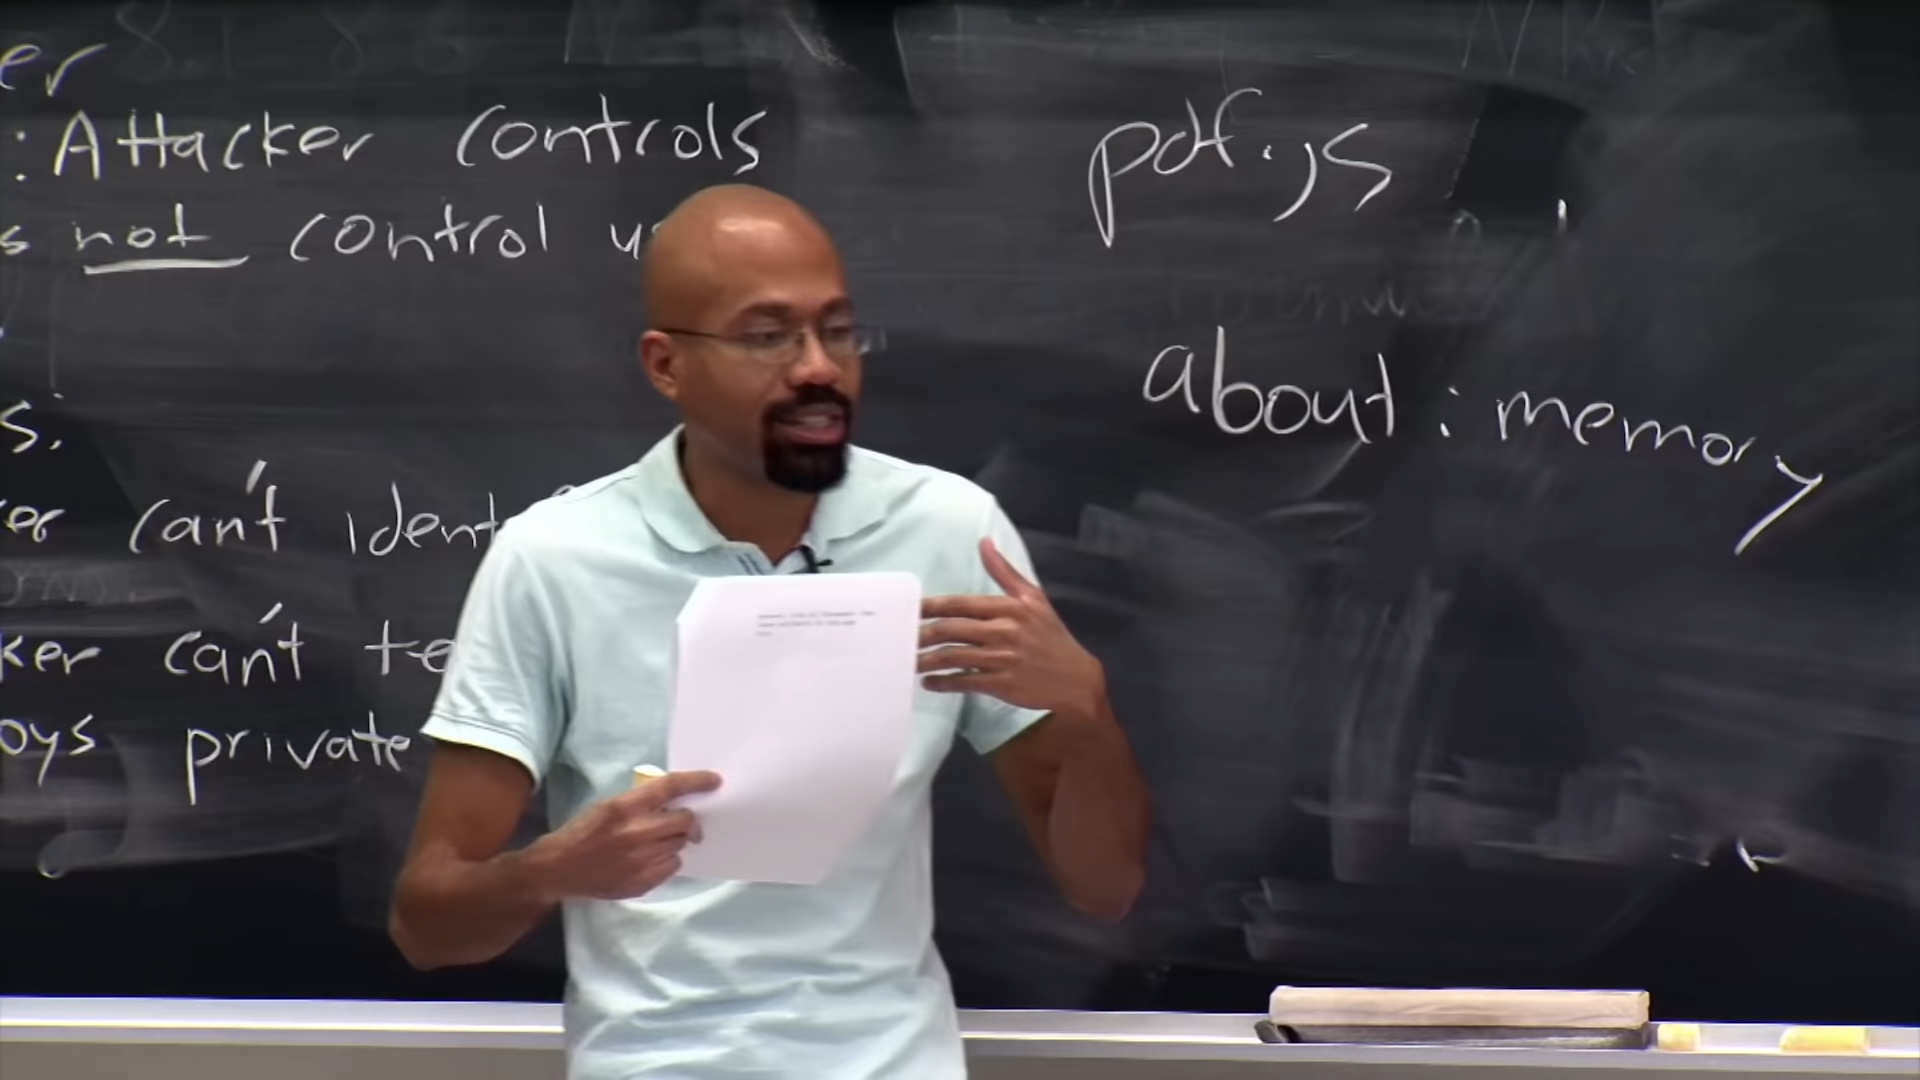 er
: Attacker controls
s not control
s:
er can't ident
ker can't te
oys private
pdf.js
about:memory